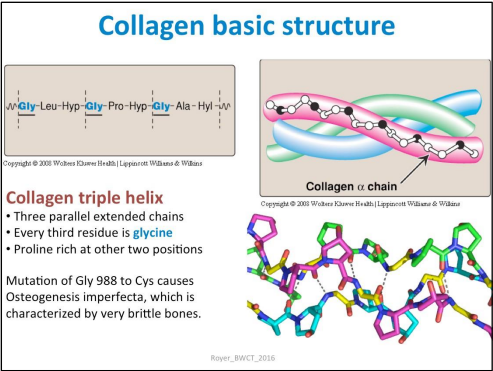 Collagen basic structure
Gly-Leu-Hyp-Gly-Pro-Hyp-Gly-Ala-Hyl
Copyright © 2008 Wolters Kluwer Health | Lippincott Williams & Wilkins
Collagen α chain
Copyright © 2008 Wolters Kluwer Health | Lippincott Williams & Wilkins
Collagen triple helix
• Three parallel extended chains
• Every third residue is glycine
• Proline rich at other two positions
Mutation of Gly 988 to Cys causes
Osteogenesis imperfecta, which is
characterized by very brittle bones.
Royer_BWCT_2016